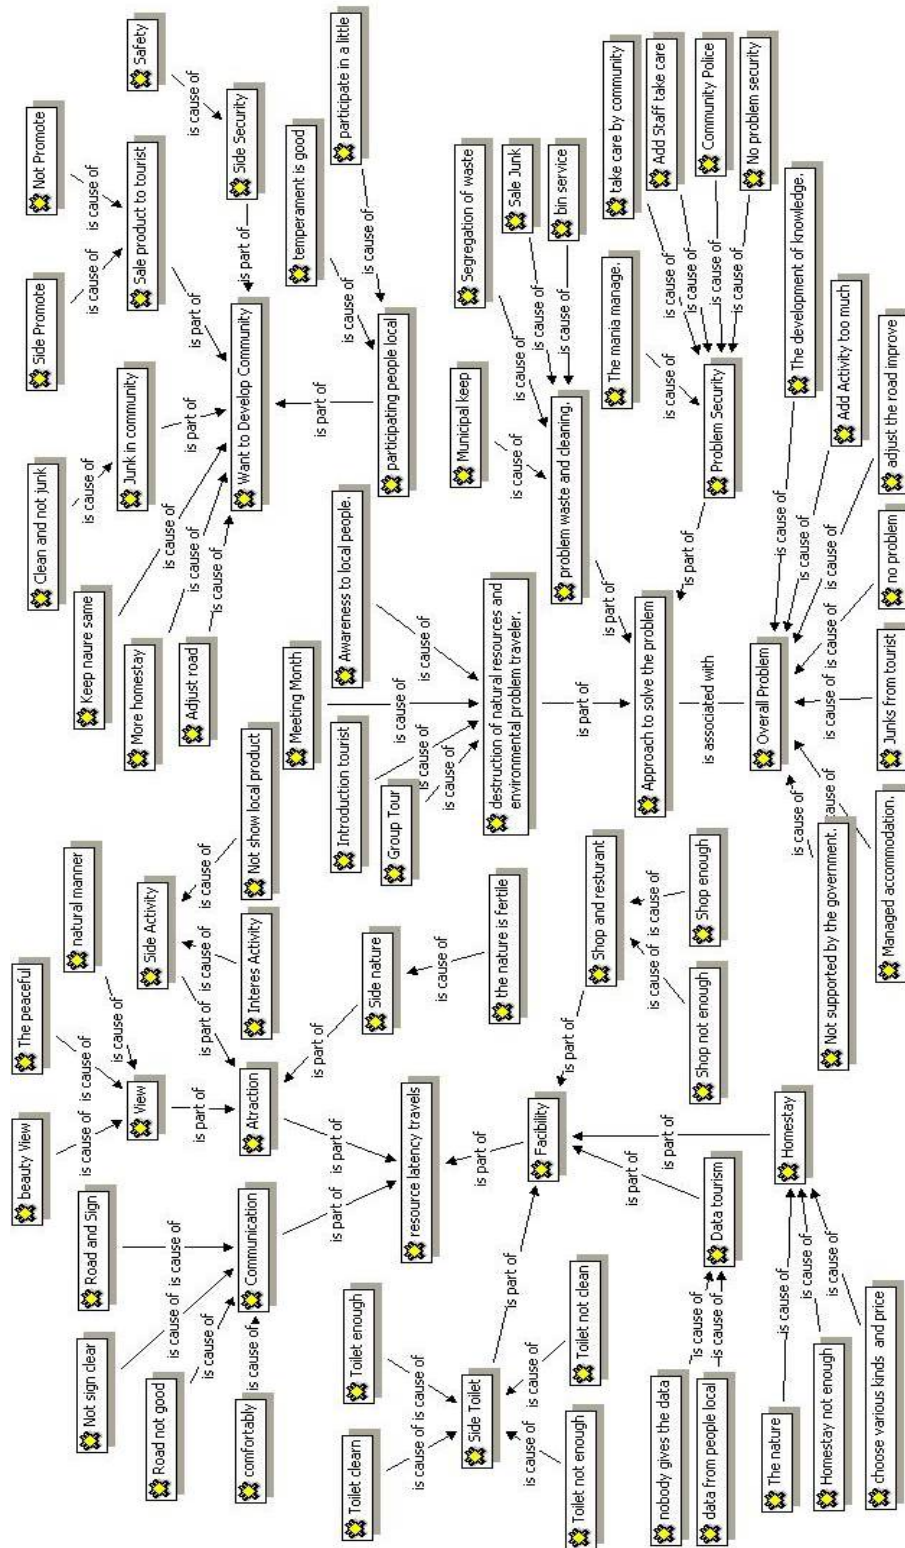 beauty View
The peaceful
natural manner
is cause of
is cause of
is cause of
View
is part of
Road and Sign
Not sign clear
Road not good
comfortably
is cause of
is cause of
is cause of
is cause of
Communication
is part of
Atraction
is part of
Side Activity
is part of
is cause of
is cause of
Interes Activity
Not show local product
Side nature
is part of
is cause of
the nature is fertile
resource latency travels
is part of
Facibility
Toilet clearn
Toilet enough
is cause of
is cause of
Side Toilet
is part of
is cause of
is cause of
Toilet not enough
Toilet not clean
Shop and resturant
is part of
is cause of
is cause of
Shop not enough
Shop enough
Data tourism
is part of
nobody gives the data
data from people local
is cause of
is cause of
Homestay
is part of
The nature
Homestay not enough
choose various kinds and price
is cause of
is cause of
is cause of
Side Promote
Not Promote
is cause of
is cause of
Sale product to tourist
is part of
Safety
is cause of
Side Security
is part of
Clean and not junk
is cause of
Junk in community
is part of
Keep naure same
More homestay
Adjust road
is cause of
is cause of
is cause of
Want to Develop Community
is part of
participating people local
temperament is good
participate in a little
is cause of
is cause of
Meeting Month
Awareness to local people,
Introduction tourist
Group Tour
is cause of
is cause of
is cause of
is cause of
destruction of natural resources and
environmental problem traveler,
is part of
Municipal keep
Segregation of waste
Sale Junk
bin service
is cause of
is cause of
is cause of
is cause of
problem waste and cleaning,
is part of
The mania manage,
take care by community
Add Staff take care
Community Police
No problem security
is cause of
is cause of
is cause of
is cause of
is cause of
Problem Security
is part of
Approach to solve the problem
is associated with
Overall Problem
The development of knowledge,
Add Activity too much
adjust the road improve
no problem
Junks from tourist
Managed accommodation,
Not supported by the government,
is cause of
is cause of
is cause of
is cause of
is cause of
is cause of
is cause of